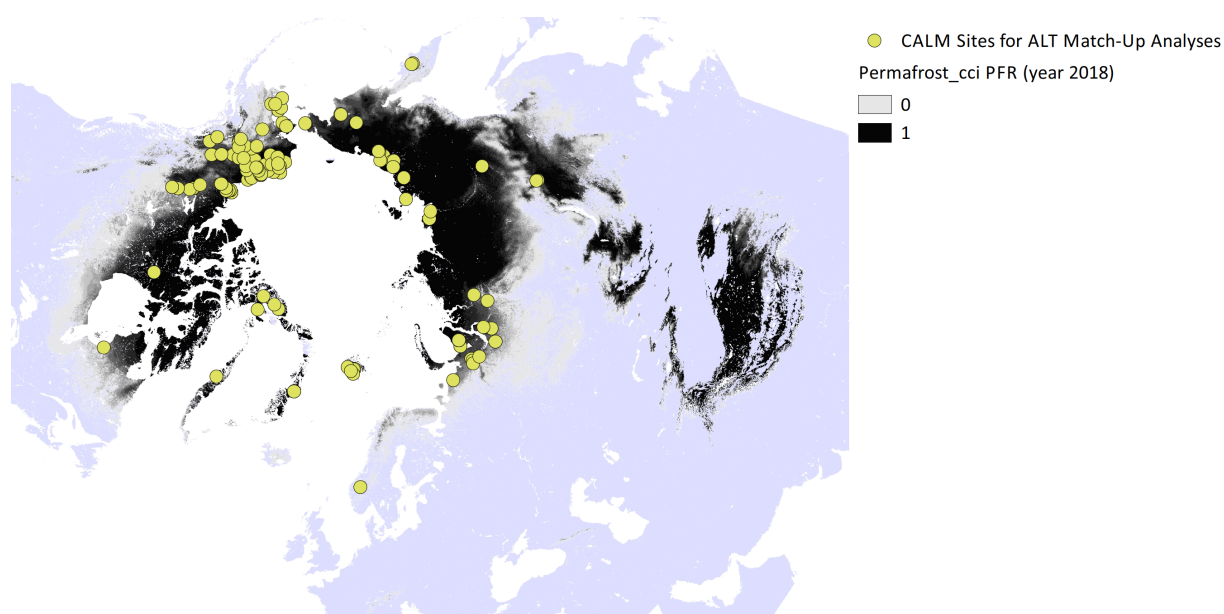 CALM Sites for ALT Match-Up Analyses
Permafrost_cci PFR (year 2018)
0
1